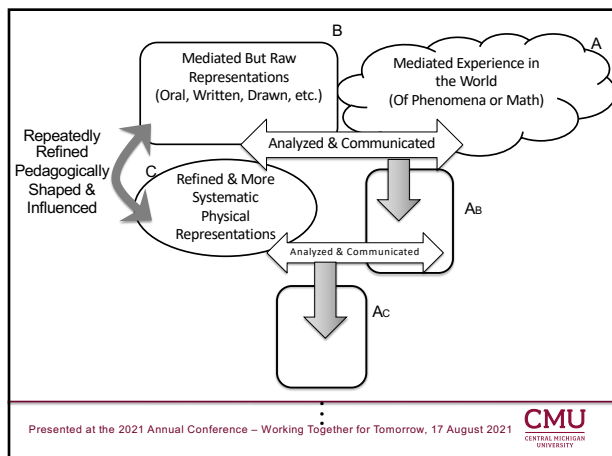 B
A
Mediated But Raw
Representations
(Oral, Written, Drawn, etc.)
Mediated Experience in
the World
(Of Phenomena or Math)
Analyzed & Communicated
Repeatedly
Refined
Pedagogically
Shaped &
Influenced
C
Refined & More
Systematic
Physical
Representations
AB
Analyzed & Communicated
AC
Presented at the 2021 Annual Conference – Working Together for Tomorrow, 17 August 2021
CMU
CENTRAL MICHIGAN
UNIVERSITY